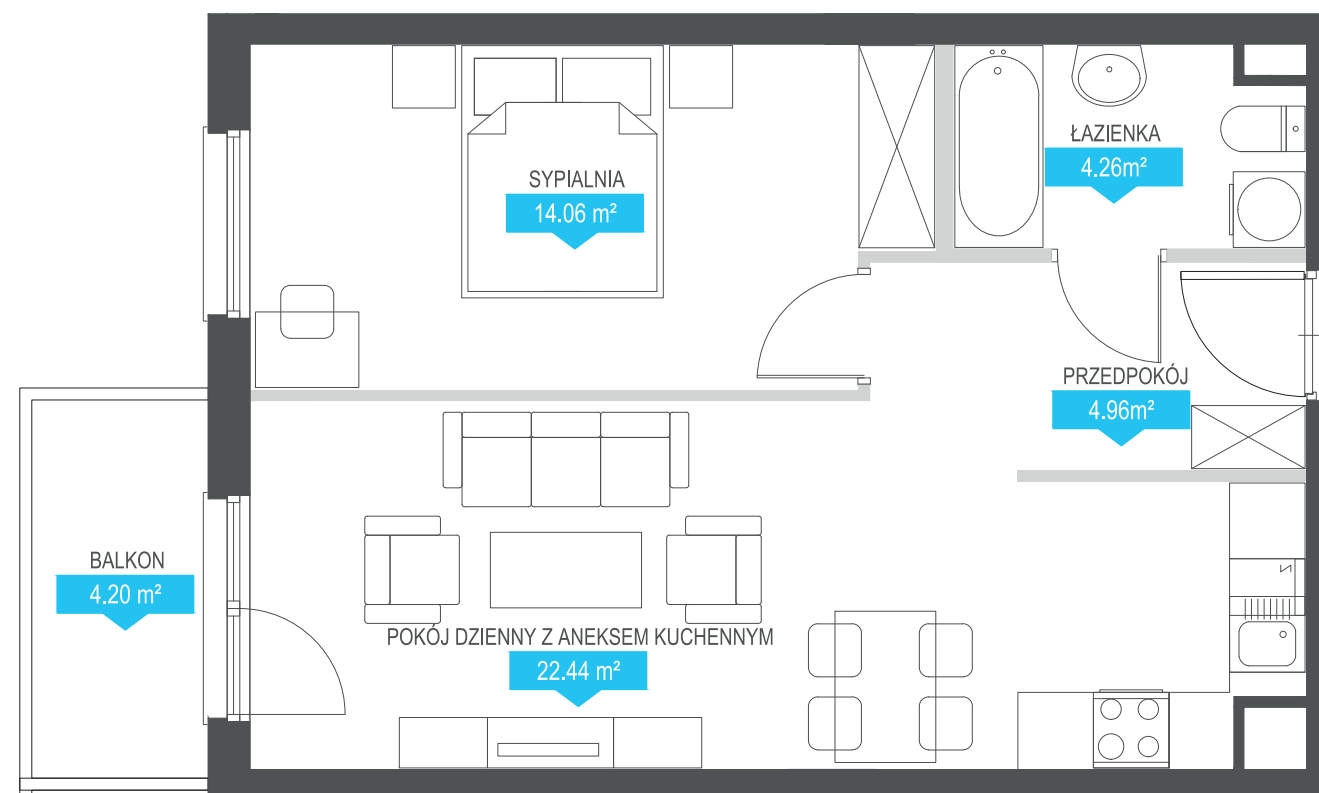 SYPIALNIA
14.06 m²
ŁAZIENKA
4.26m²
PRZEDPOKÓJ
4.96m²
BALKON
4.20 m²
POKÓJ DZIENNY Z ANEKSEM KUCHENNYM
22.44 m²